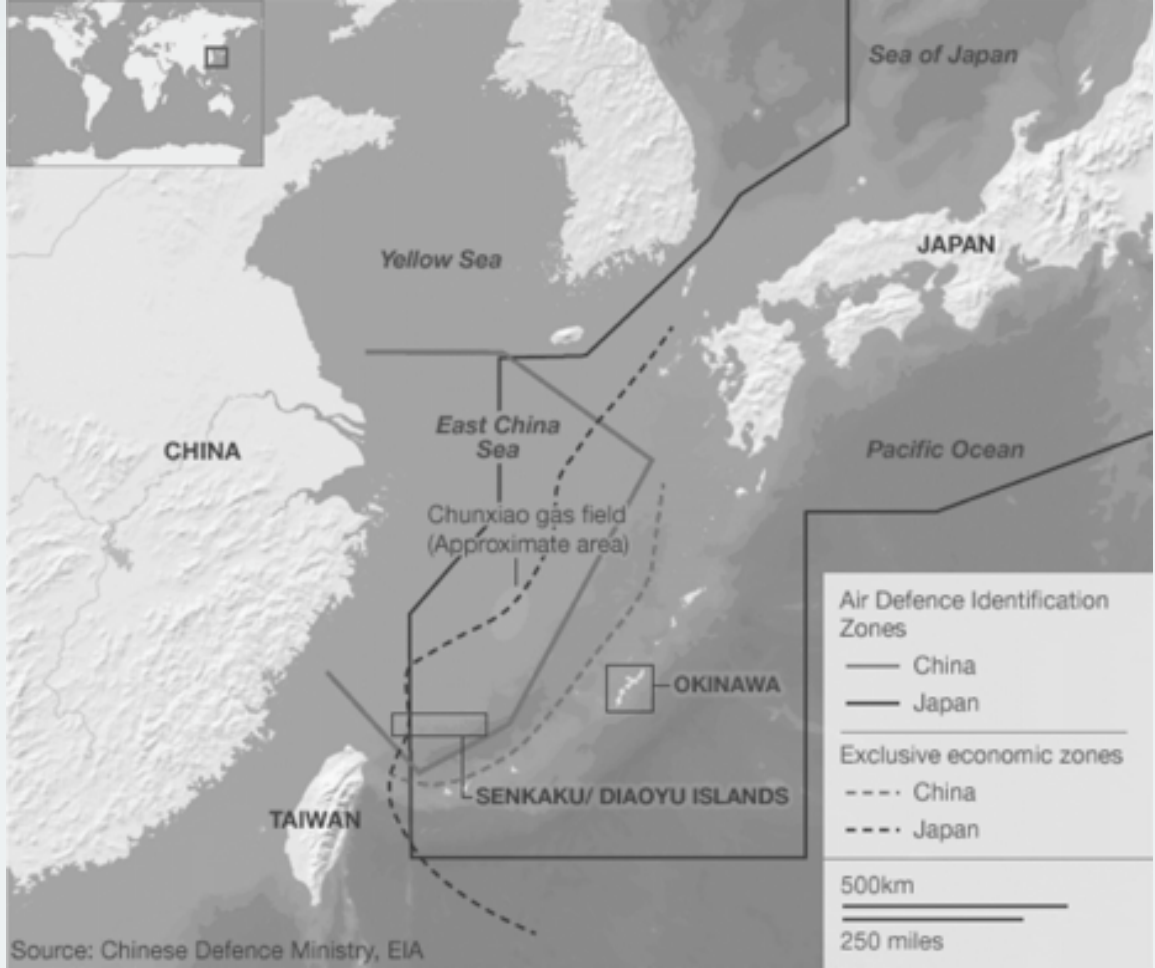 Sea of Japan
Yellow Sea
JAPAN
East China
Sea
CHINA
Pacific Ocean
Chunxiao gas field
(Approximate area)
OKINAWA
SENKAKU/ DIAOYU ISLANDS
TAIWAN
Air Defence Identification
Zones
China
Japan
Exclusive economic zones
China
Japan
500km
250 miles
Source: Chinese Defence Ministry, EIA